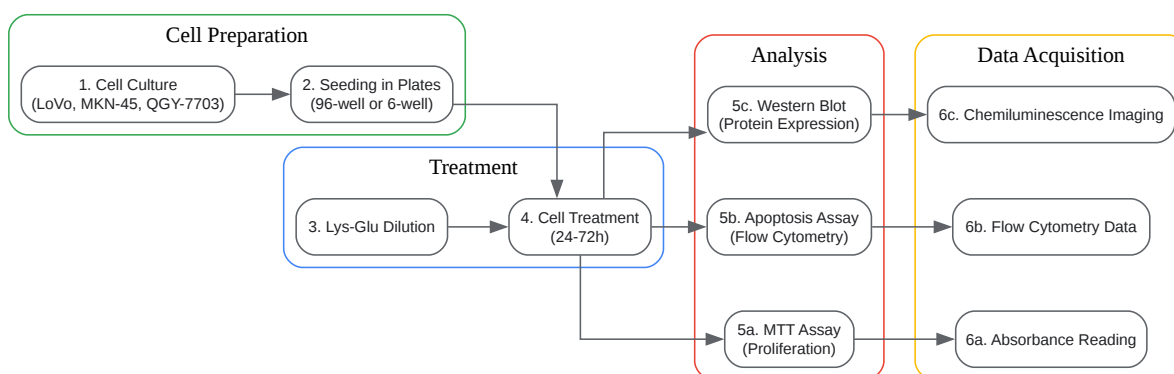 Cell Preparation
1. Cell Culture
(LoVo, MKN-45, QGY-7703)
2. Seeding in Plates
(96-well or 6-well)
Treatment
3. Lys-Glu Dilution
4. Cell Treatment
(24-72h)
Analysis
5c. Western Blot
(Protein Expression)
5b. Apoptosis Assay
(Flow Cytometry)
5a. MTT Assay
(Proliferation)
Data Acquisition
6c. Chemiluminescence Imaging
6b. Flow Cytometry Data
6a. Absorbance Reading